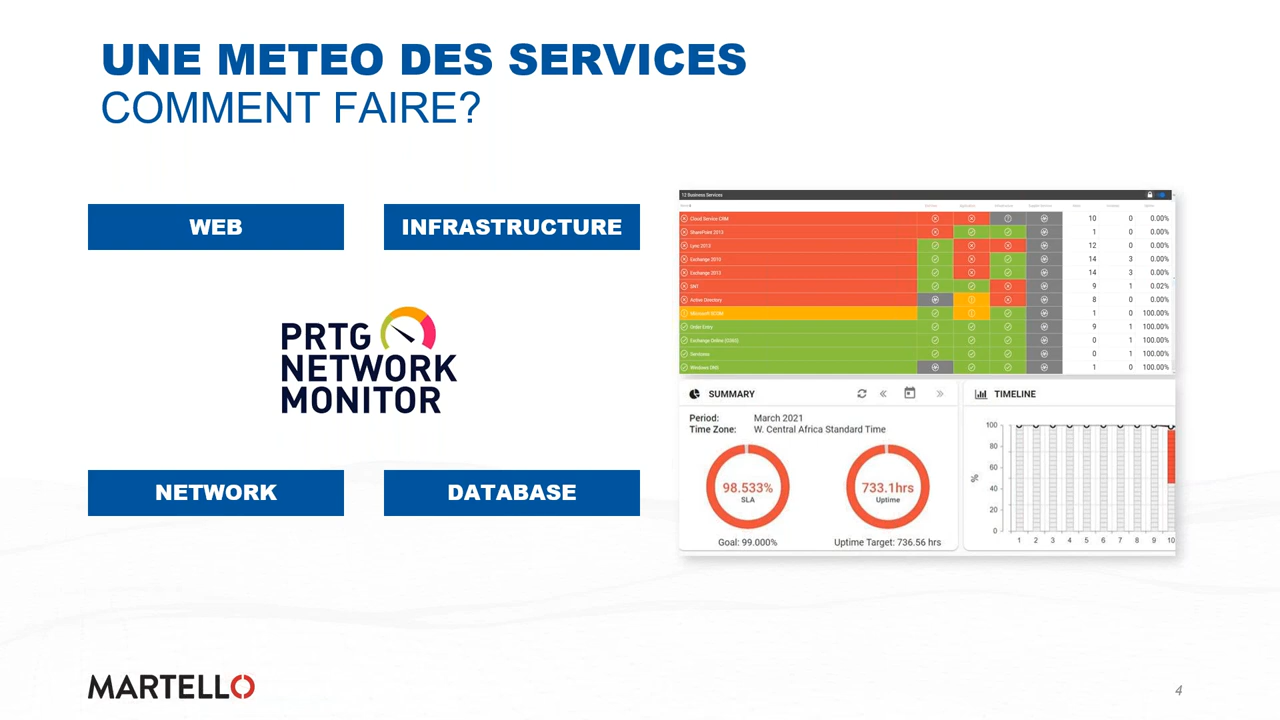 UNE METEO DES SERVICES
COMMENT FAIRE?
WEB
INFRASTRUCTURE
PRTG
NETWORK
MONITOR
NETWORK
DATABASE
12 Business Services
Cloud Service CRM 10 0 0.00%
SharePoint 2013 1 0 0.00%
Lync 2013 12 0 0.00%
Exchange 2010 14 3 0.00%
Exchange 2013 14 3 0.00%
SNT 9 1 0.02%
Active Directory 8 0 0.00%
1 0 100.00%
Order Entry 9 1 100.00%
Exchange Online (O365) 0 1 100.00%
0 1 100.00%
Windows DNS 1 0 100.00%
SUMMARY
Period: March 2021
Time Zone: W. Central Africa Standard Time
98.533%
SLA
Goal: 99.000%
733.1hrs
Uptime
Uptime Target: 736.56 hrs
TIMELINE
100
80
60
40
20
0
%
1 2 3 4 5 6 7 8 9 10
MARTELLO
4